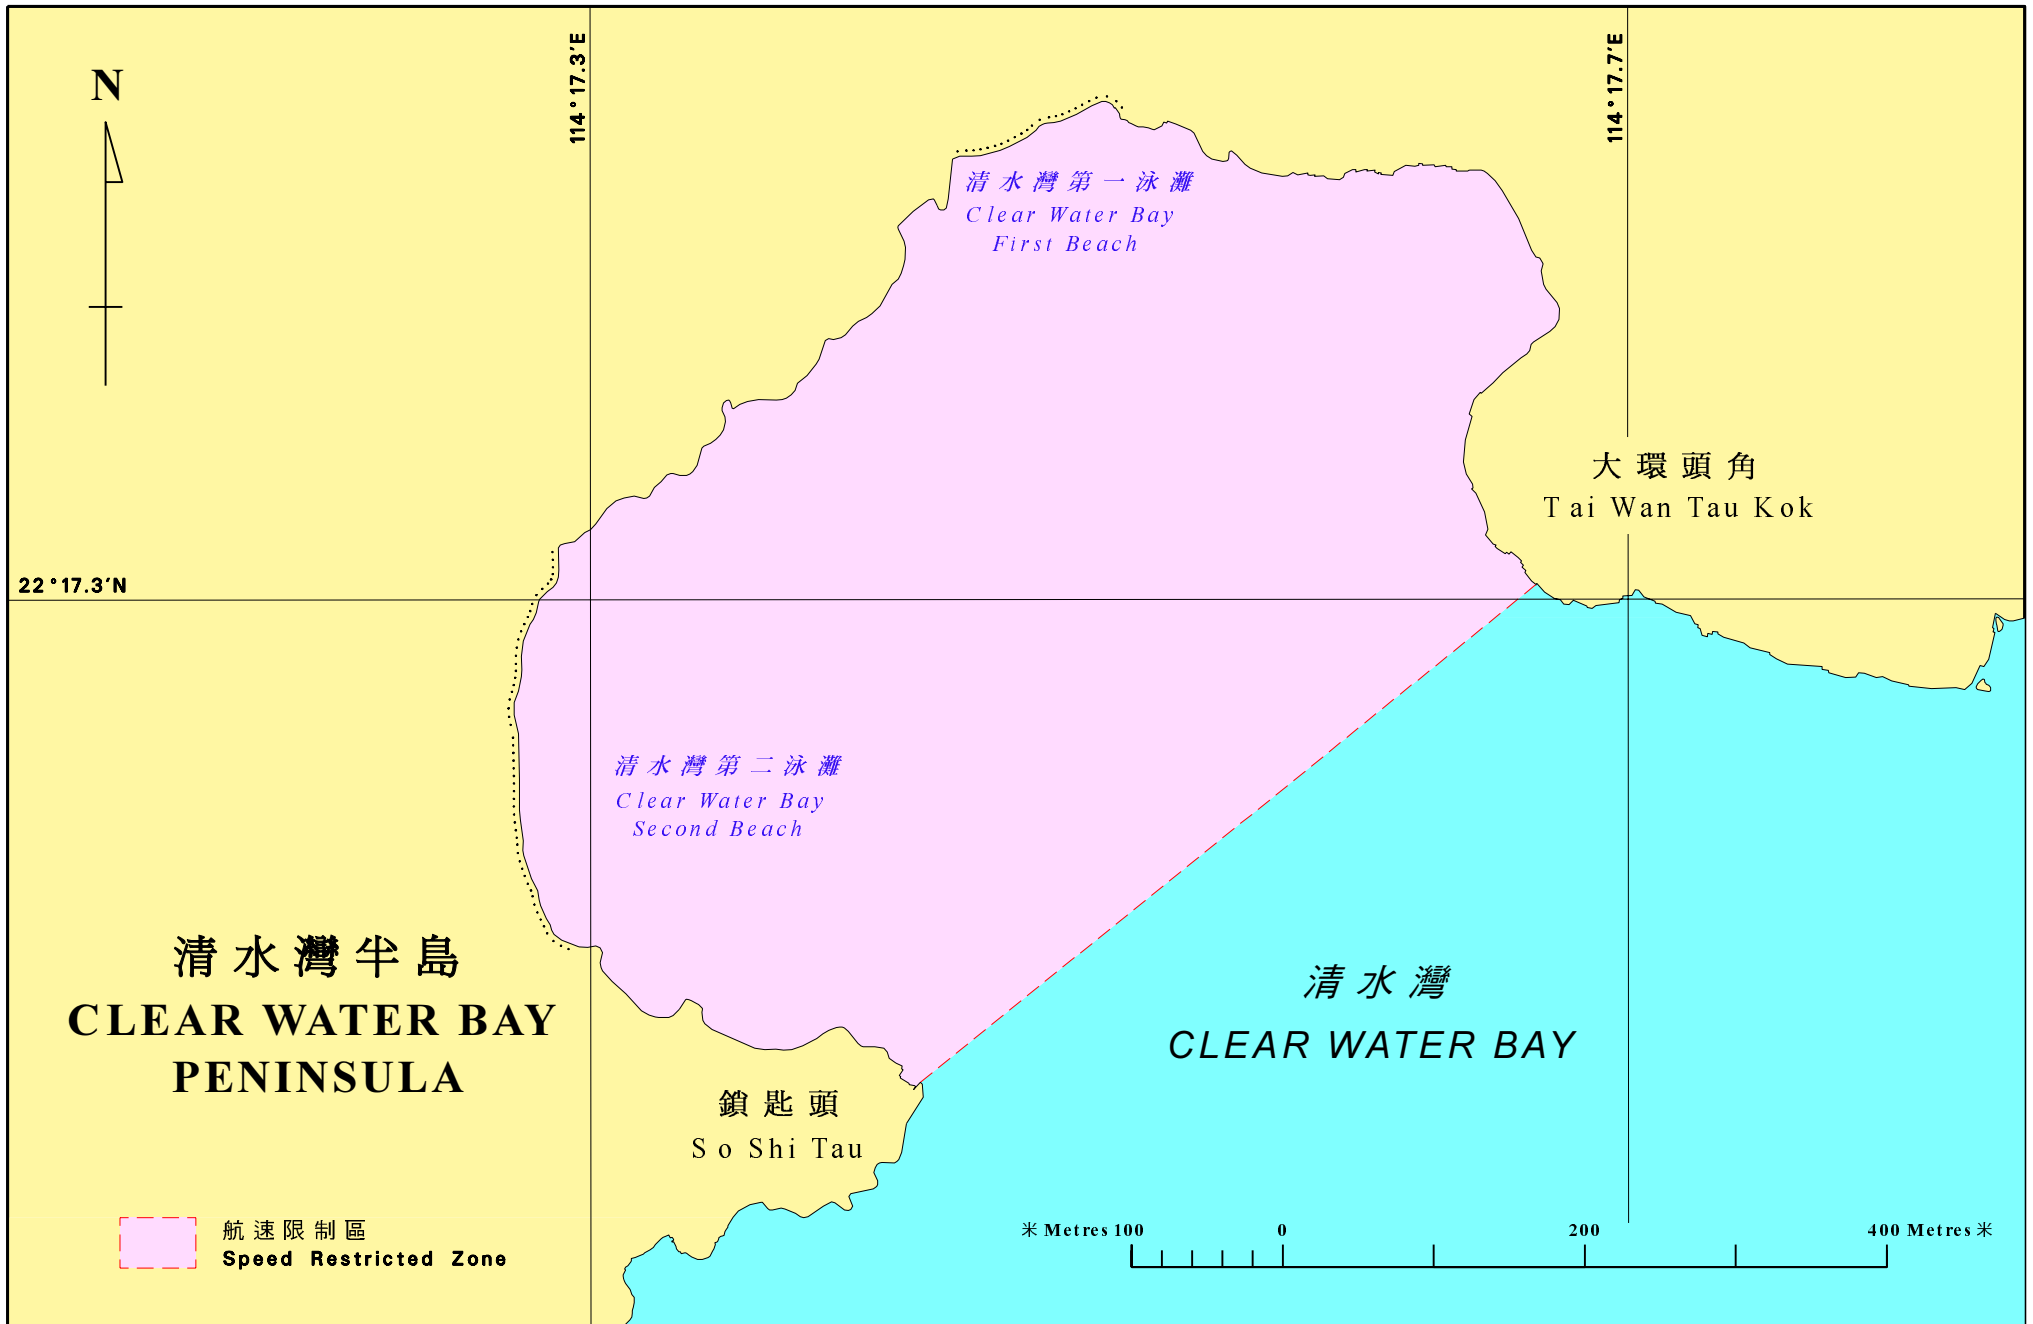 N
114°17.3'E
114°17.7'E
清水灣第一泳灘
Clear Water Bay
First Beach
大環頭角
Tai Wan Tau Kok
22°17.3'N
清水灣第二泳灘
Clear Water Bay
Second Beach
清水灣半島
CLEAR WATER BAY
PENINSULA
清水灣
CLEAR WATER BAY
鎖匙頭
So Shi Tau
航速限制區
Speed Restricted Zone
米 Metres 100 0 200 400 Metres 米